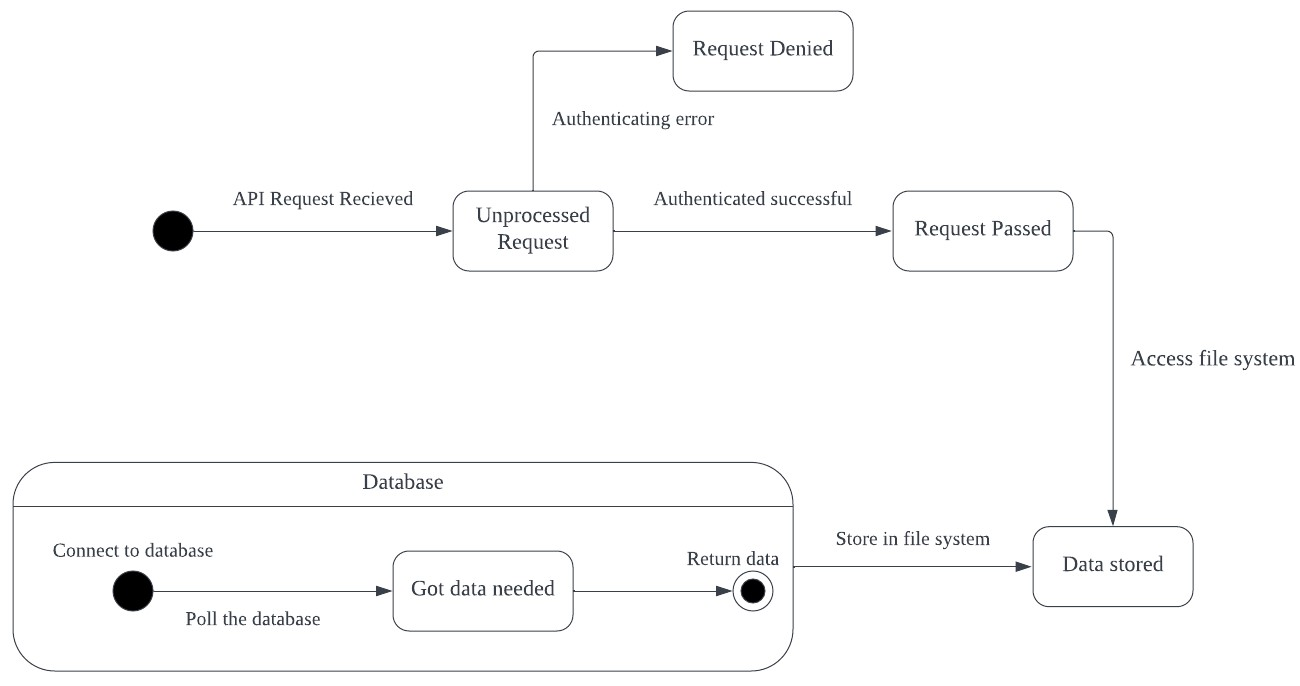 Request Denied
Authenticating error
API Request Recieved
Unprocessed
Request
Authenticated successful
Request Passed
Access file system
Database
Connect to database
Poll the database
Got data needed
Return data
Store in file system
Data stored